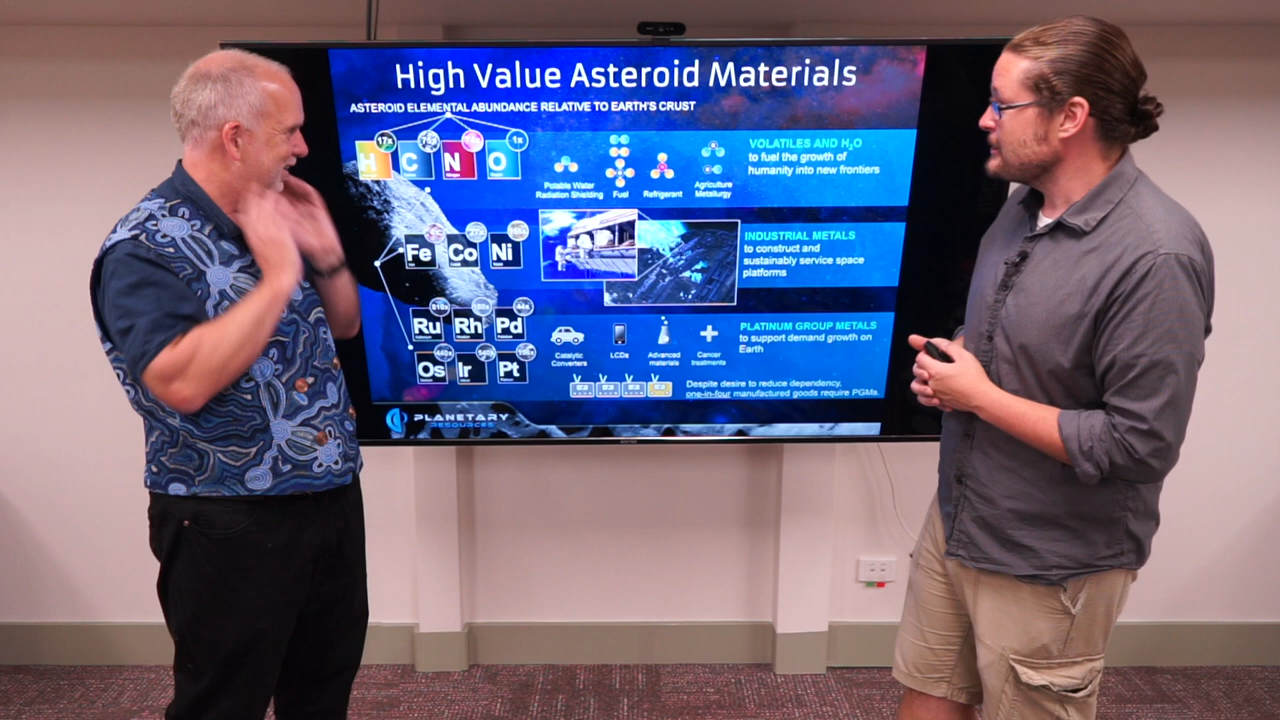 High Value Asteroid Materials
ASTEROID ELEMENTAL ABUNDANCE RELATIVE TO EARTH'S CRUST
17x
1x
H C N O
Potable Water
Radiation Shielding
Fuel
Refrigerant
Agriculture
Metallurgy
VOLATILES AND H₂O
to fuel the growth of
humanity into new frontiers
Fe Co Ni
INDUSTRIAL METALS
to construct and
sustainably service space
platforms
44x
Ru Rh Pd
Os Ir Pt
Catalytic
Converters
LCDs
Advanced
materials
Cancer
treatments
PLATINUM GROUP METALS
to support demand growth on
Earth
Despite desire to reduce dependency,
one-in-four manufactured goods require PGMs.
PLANETARY
RESOURCES